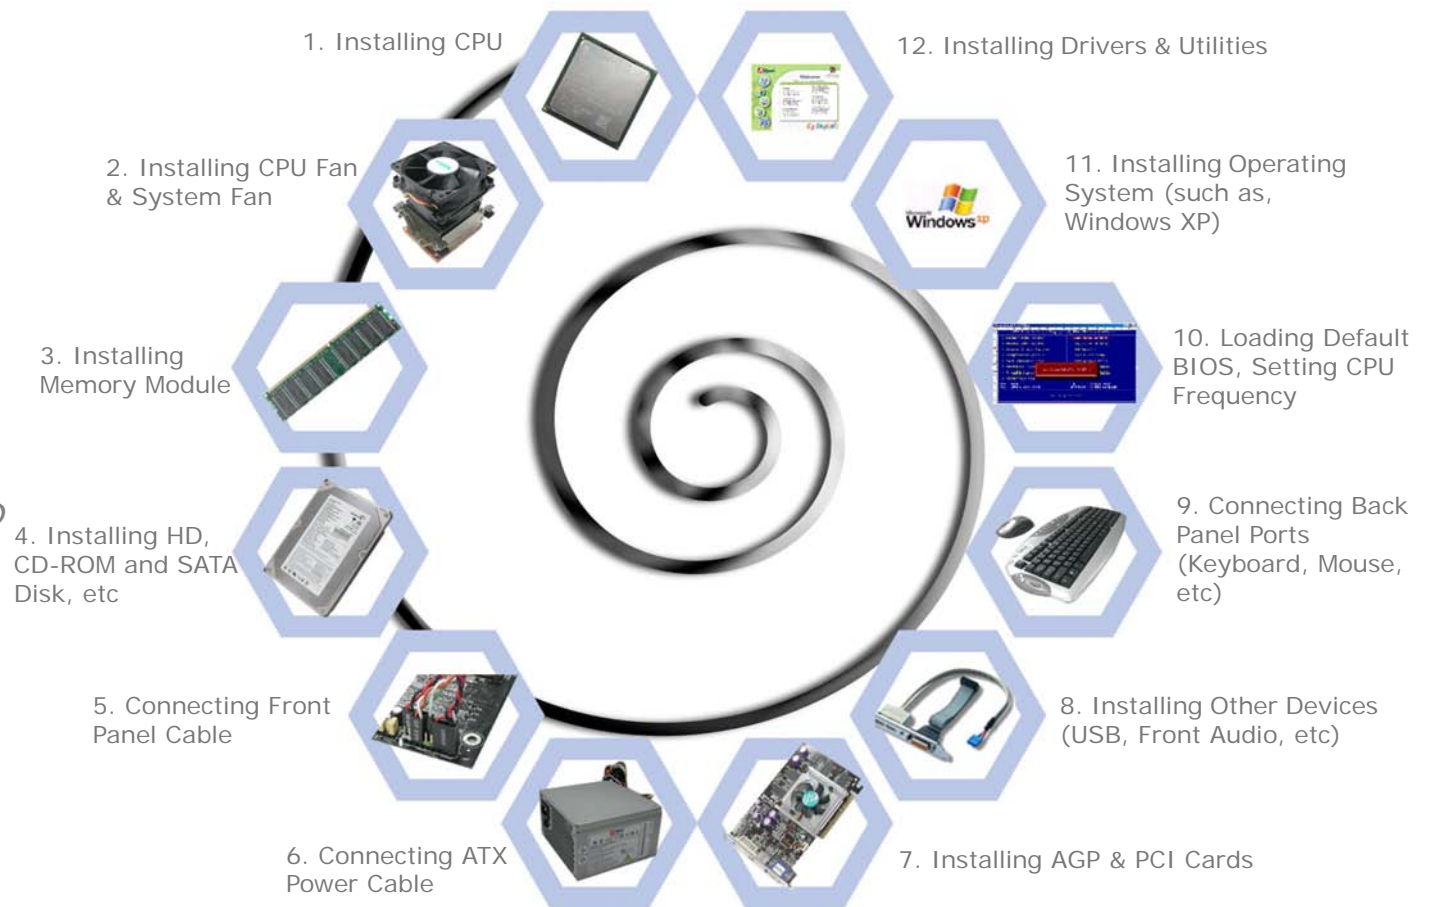 1. Installing CPU
2. Installing CPU Fan
& System Fan
3. Installing
Memory Module
4. Installing HD,
CD-ROM and SATA
Disk, etc
5. Connecting Front
Panel Cable
6. Connecting ATX
Power Cable
7. Installing AGP & PCI Cards
8. Installing Other Devices
(USB, Front Audio, etc)
9. Connecting Back
Panel Ports
(Keyboard, Mouse,
etc)
10. Loading Default
BIOS, Setting CPU
Frequency
11. Installing Operating
System (such as,
Windows XP)
Microsoft
Windows xp
12. Installing Drivers & Utilities
Welcome